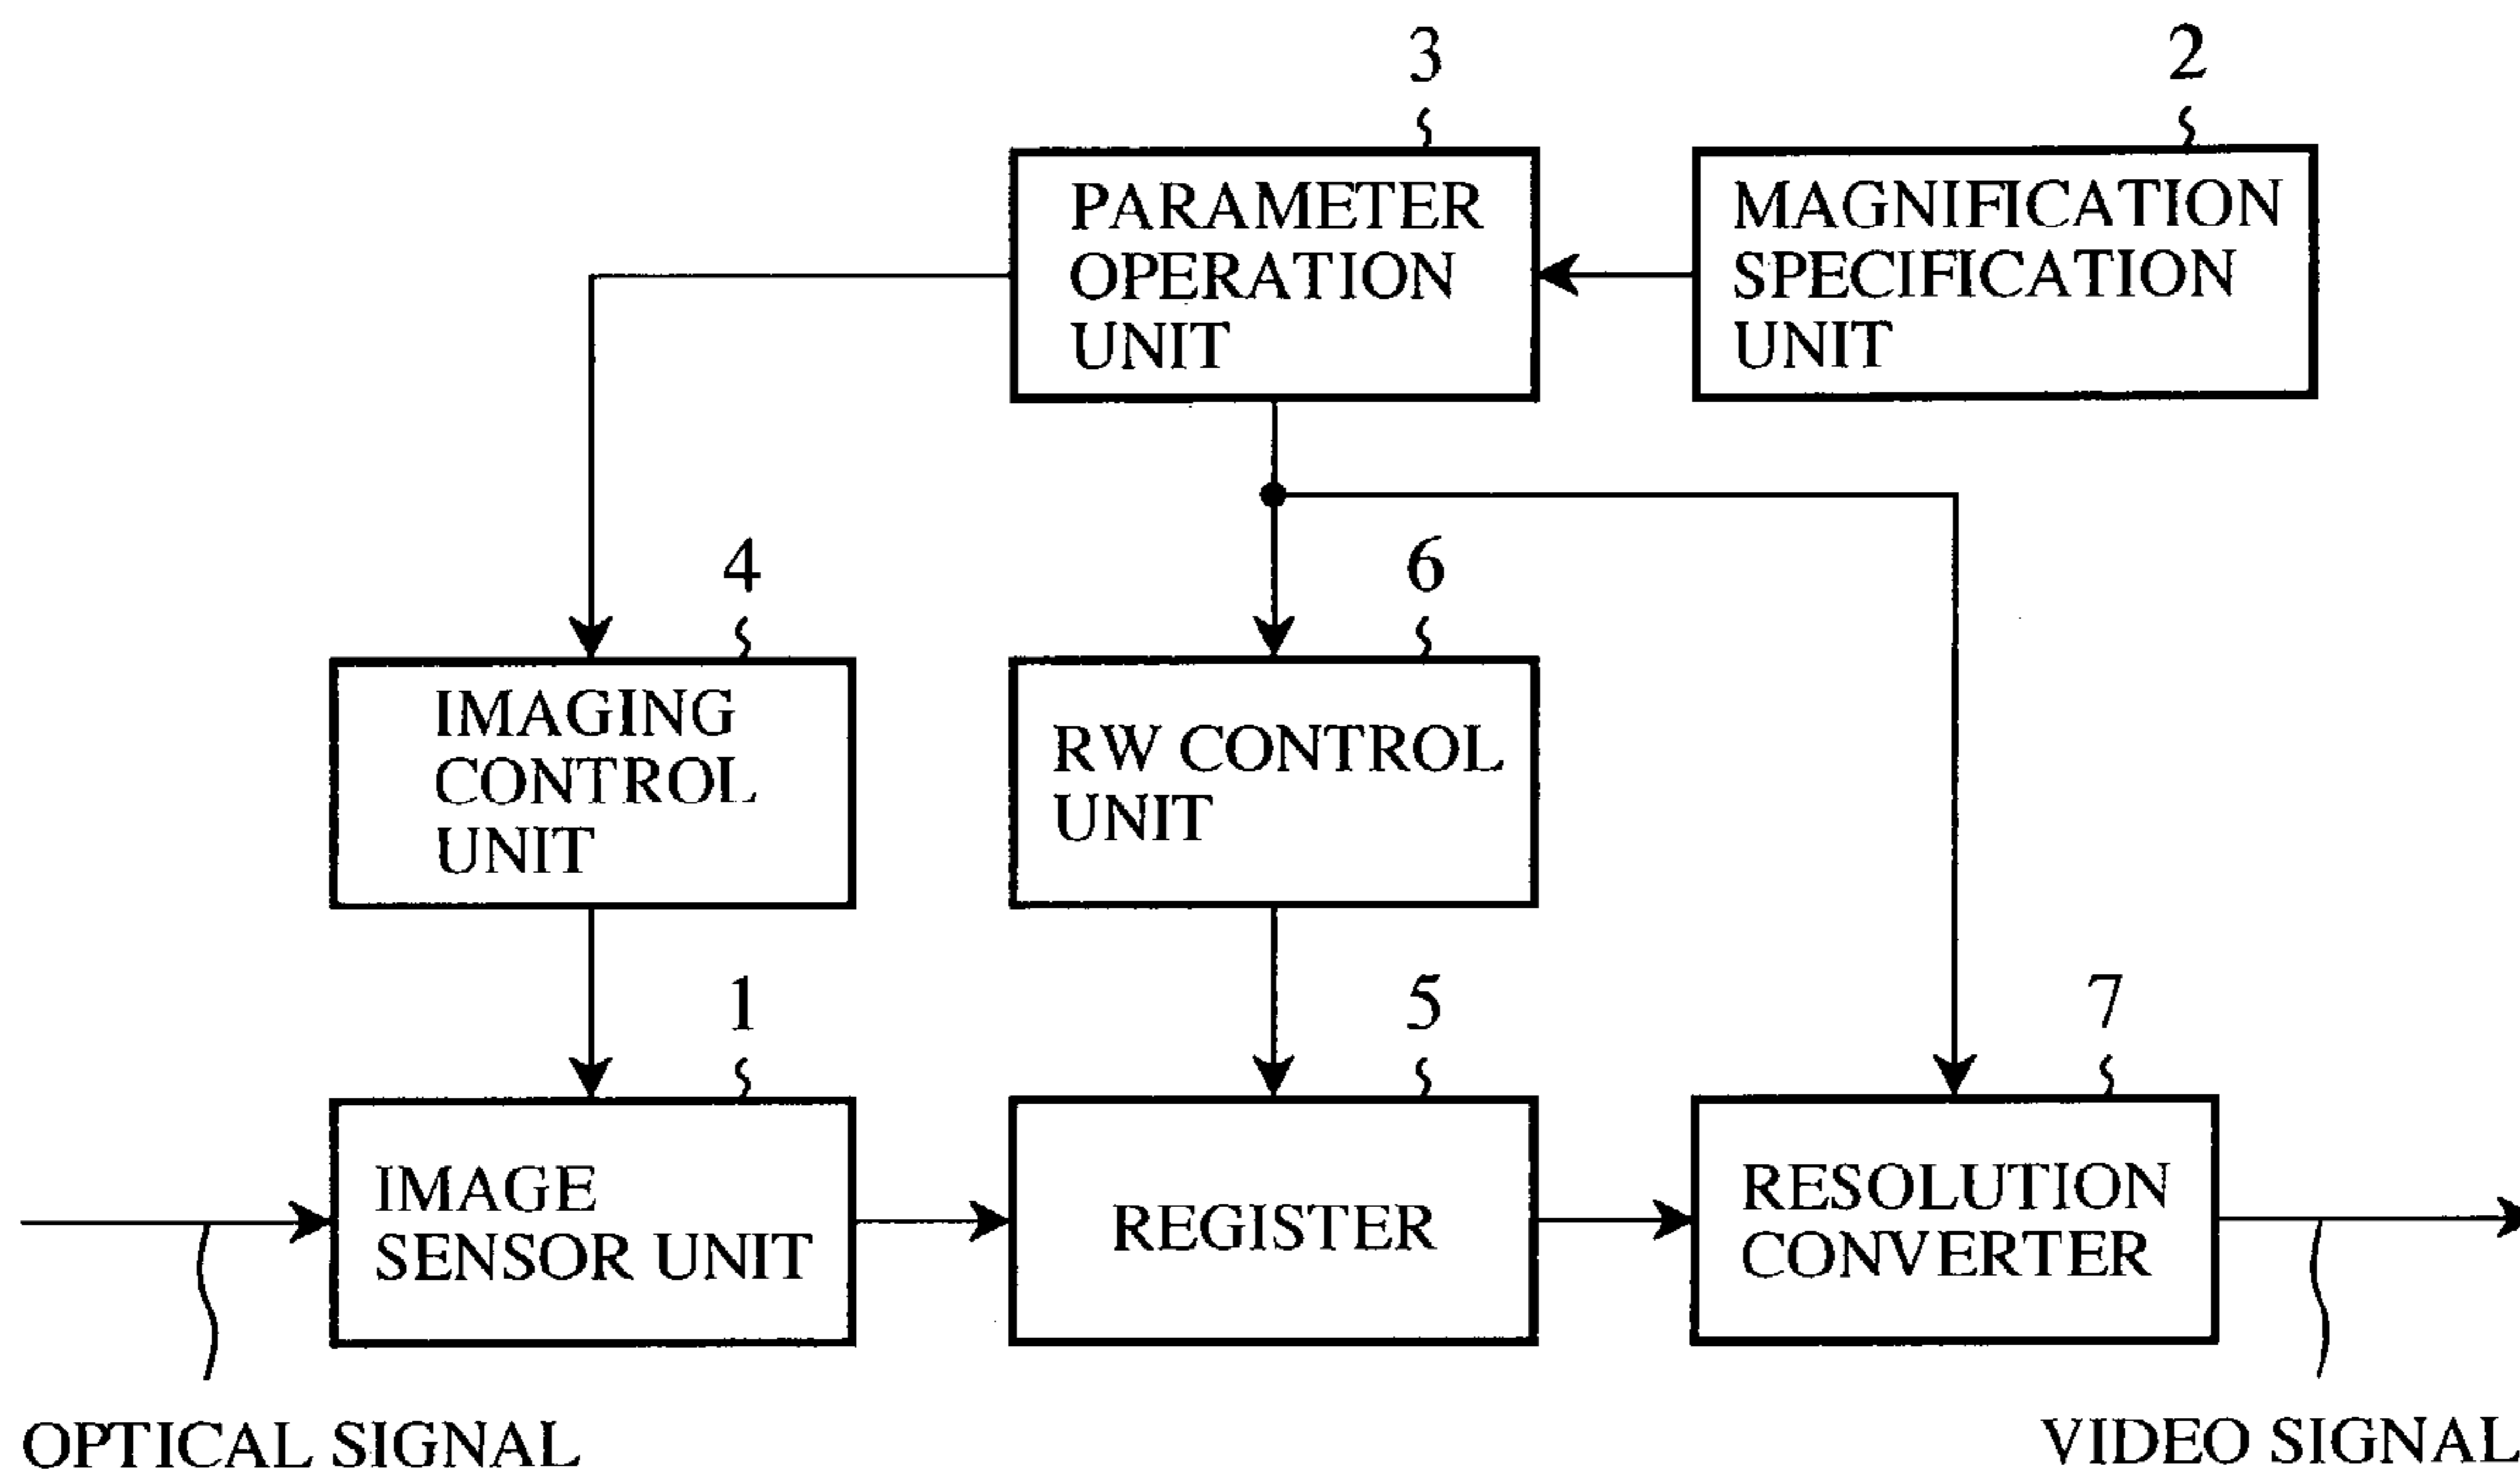 3
2
PARAMETER
OPERATION
UNIT
MAGNIFICATION
SPECIFICATION
UNIT
4
6
IMAGING
CONTROL
UNIT
RW CONTROL
UNIT
1
5
7
IMAGE
SENSOR UNIT
REGISTER
RESOLUTION
CONVERTER
OPTICAL SIGNAL
VIDEO SIGNAL